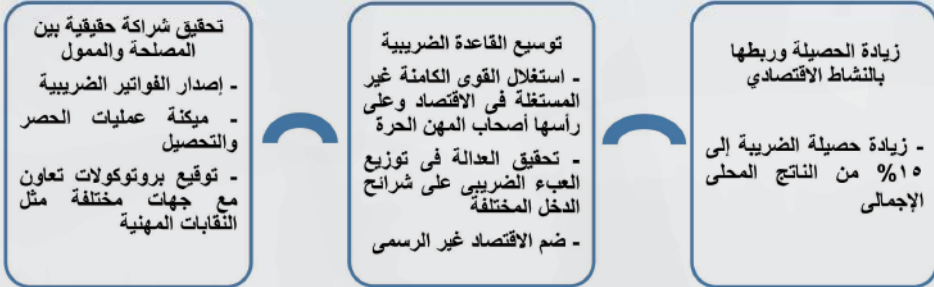 زيادة الحصيلة وربطها
بالنشاط الاقتصادي
- زيادة حصيلة الضريبة إلى
١٥% من الناتج المحلى
الإجمالى
توسيع القاعدة الضريبية
- استغلال القوى الكامنة غير
المستغلة فى الاقتصاد وعلى
رأسها أصحاب المهن الحرة
- تحقيق العدالة فى توزيع
العبء الضريبى على شرائح
الدخل المختلفة
- ضم الاقتصاد غير الرسمى
تحقيق شراكة حقيقية بين
المصلحة والممول
- إصدار الفواتير الضريبية
- ميكنة عمليات الحصر
والتحصيل
- توقيع بروتوكولات تعاون
مع جهات مختلفة مثل
النقابات المهنية